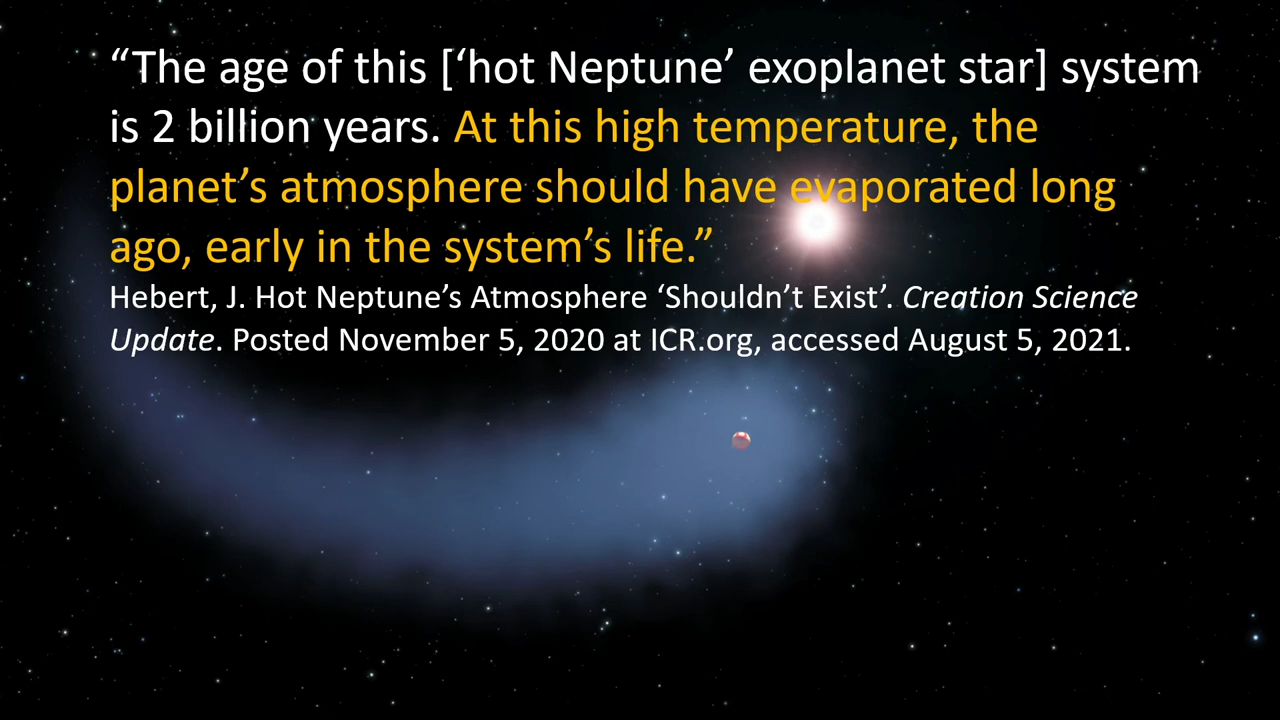 “The age of this [‘hot Neptune’ exoplanet star] system
is 2 billion years. At this high temperature, the
planet’s atmosphere should have evaporated long
ago, early in the system’s life.”
Hebert, J. Hot Neptune’s Atmosphere ‘Shouldn’t Exist’. Creation Science
Update. Posted November 5, 2020 at ICR.org, accessed August 5, 2021.